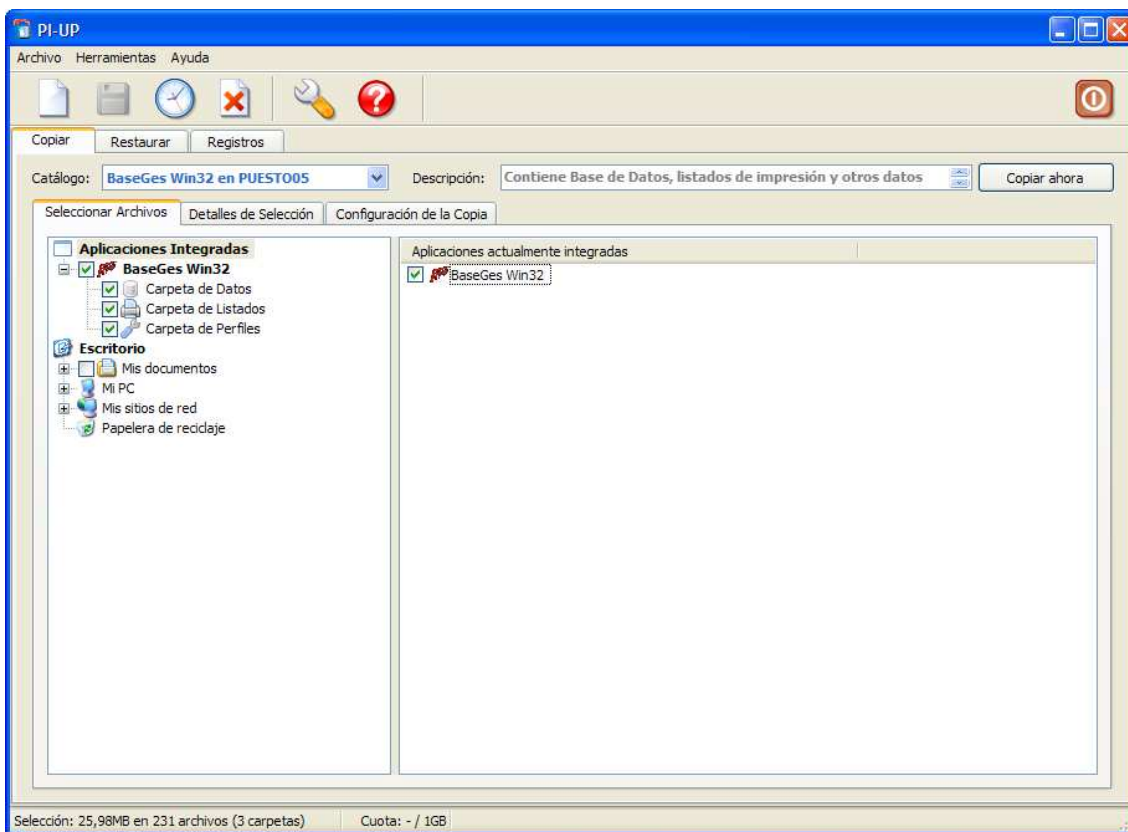 PI-UP
Archivo Herramientas Ayuda
Copiar Restaurar Registros
Catálogo: BaseGes Win32 en PUESTO05 Descripción: Contiene Base de Datos, listados de impresión y otros datos Copiar ahora
Seleccionar Archivos Detalles de Selección Configuración de la Copia
Aplicaciones Integradas
BaseGes Win32
Carpeta de Datos
Carpeta de Listados
Carpeta de Perfiles
Escritorio
Mis documentos
Mi PC
Mis sitios de red
Papelera de reciclaje
Aplicaciones actualmente integradas
BaseGes Win32
Selección: 25,98MB en 231 archivos (3 carpetas) Cuota: - / 1GB